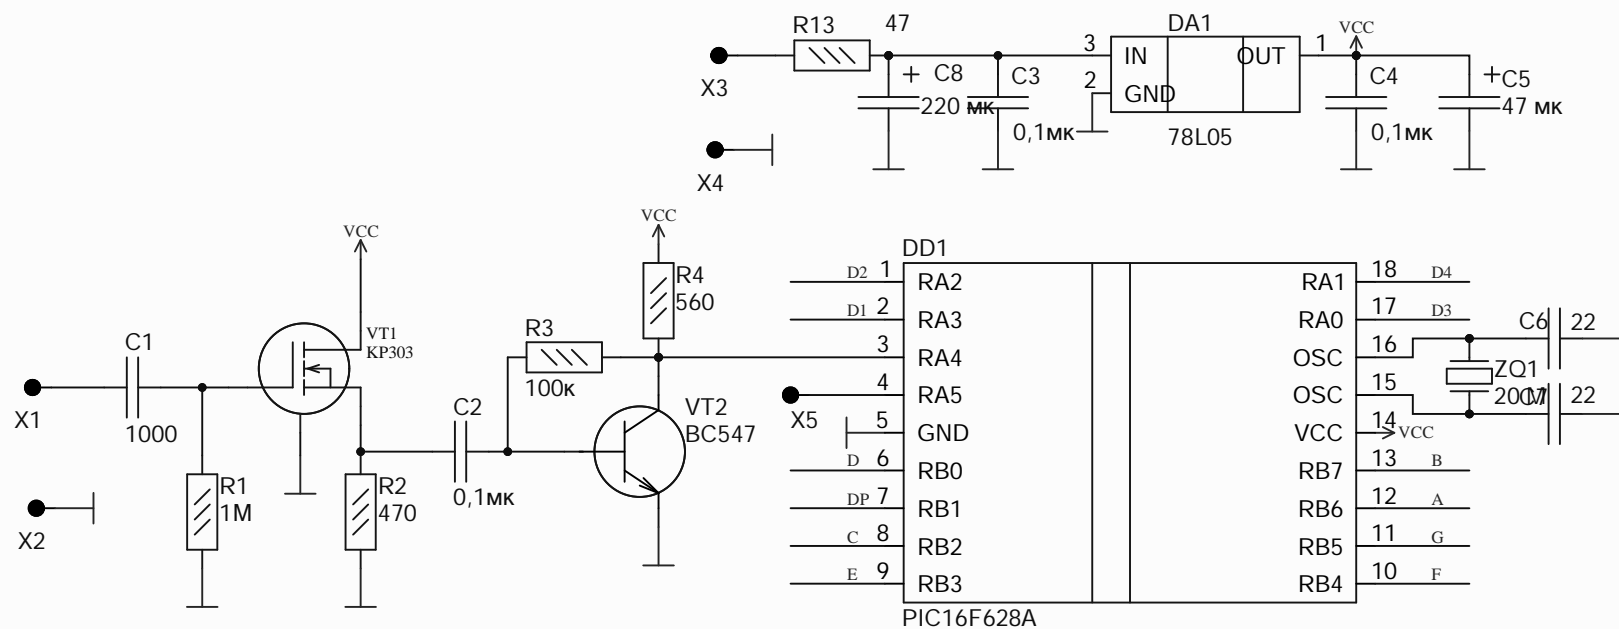 R13 47
DA1
VCC
X3
3 IN OUT 1
+ C8 C3
2 GND
C4
+ C5
220 мк
0,1мк
78L05
0,1мк
47 мк
X4
VCC
VCC
DD1
R4
560
D2 1 RA2
RA1 18 D4
D1 2 RA3
RA0 17 D3
C6 22
VT1
KP303
C1
R3
3 RA4
OSC 16
100к
4 RA5
OSC 15
ZQ1
20 М
C7 22
X1
1000
C2
VT2
BC547
X5
5 GND
VCC 14 VCC
D 6 RB0
RB7 13 B
R1
1М
R2
470
0,1мк
DP 7 RB1
RB6 12 A
X2
C 8 RB2
RB5 11 G
E 9 RB3
RB4 10 F
PIC16F628A